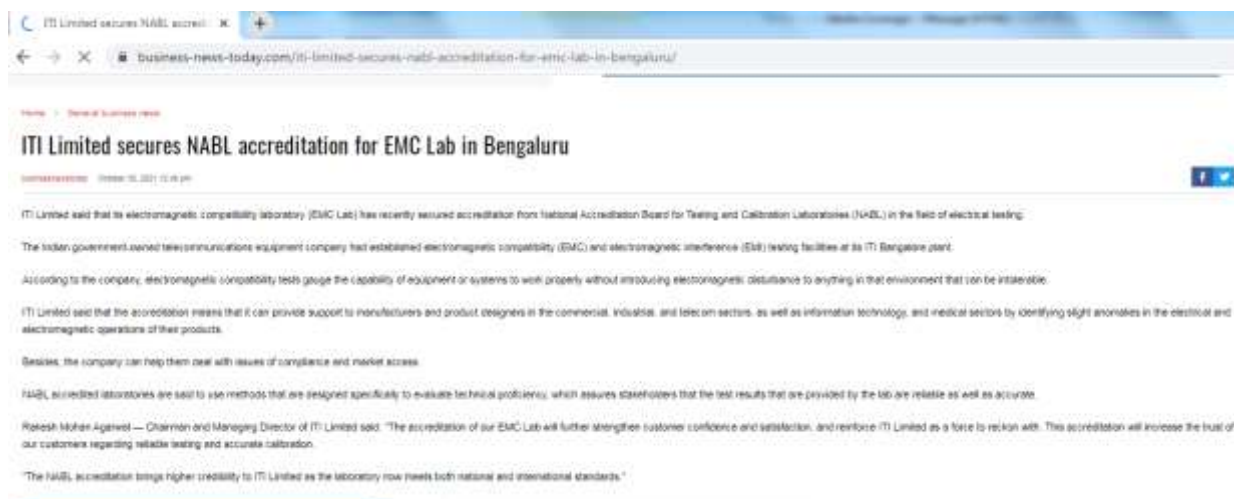 ITI Limited secures NABL accredi
business-news-today.com/iti-limited-secures-nabl-accreditation-for-emc-lab-in-bengaluru/
Home > General business news
ITI Limited secures NABL accreditation for EMC Lab in Bengaluru
October 10, 2021
ITI Limited said that its electromagnetic compatibility laboratory (EMC Lab) has recently secured accreditation from National Accreditation Board for Testing and Calibration Laboratories (NABL) in the field of electrical testing.
The Indian government-owned telecommunications equipment company had established electromagnetic compatibility (EMC) and electromagnetic interference (EMI) testing facilities at its ITI Bangalore plant.
According to the company, electromagnetic compatibility tests gauge the capability of equipment or systems to work properly without introducing electromagnetic disturbance to anything in that environment that can be intolerable.
ITI Limited said that the accreditation means that it can provide support to manufacturers and product designers in the commercial, industrial, and telecom sectors, as well as information technology, and medical sectors by identifying slight anomalies in the electrical and
electromagnetic operations of their products.
Besides, the company can help them deal with issues of compliance and market access.
NABL accredited laboratories are said to use methods that are designed specifically to evaluate technical proficiency, which assures stakeholders that the test results that are provided by the lab are reliable as well as accurate.
Rakesh Mohan Agarwal — Chairman and Managing Director of ITI Limited said: "The accreditation of our EMC Lab will further strengthen customer confidence and satisfaction, and reinforce ITI Limited as a force to reckon with. This accreditation will increase the trust of
our customers regarding reliable testing and accurate calibration.
"The NABL accreditation brings higher credibility to ITI Limited as the laboratory now meets both national and international standards."